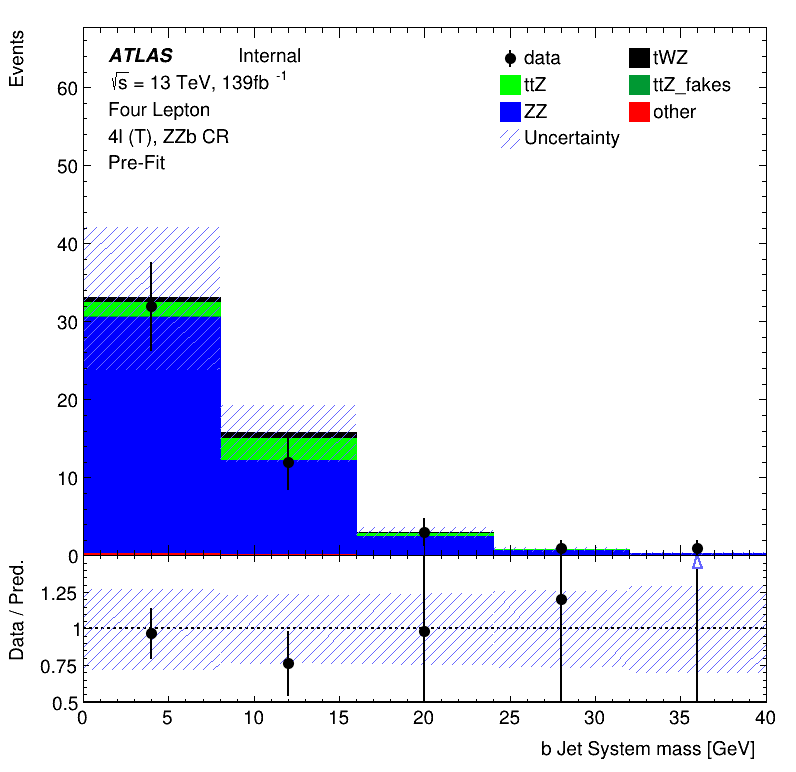 Events
ATLAS Internal
√s = 13 TeV, 139fb -1
Four Lepton
4l (T), ZZb CR
Pre-Fit
data
tWZ
ttZ
ttZ_fakes
ZZ
other
Uncertainty
60
50
40
30
20
10
0
Data / Pred.
1.25
1
0.75
0.5
0 5 10 15 20 25 30 35 40
b Jet System mass [GeV]